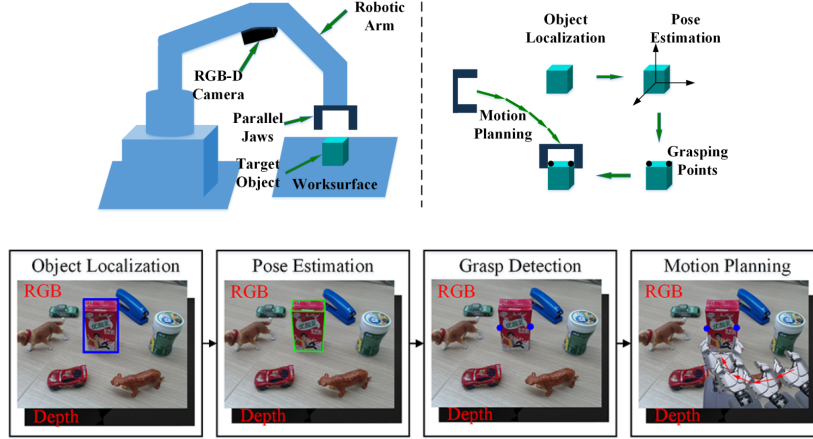 Robotic
Arm
RGB-D
Camera
Parallel
Jaws
Target
Object
Worksurface
Object
Localization
Pose
Estimation
Motion
Planning
Grasping
Points
Object Localization
RGB
Depth
Pose Estimation
RGB
Depth
Grasp Detection
RGB
Depth
Motion Planning
RGB
Depth